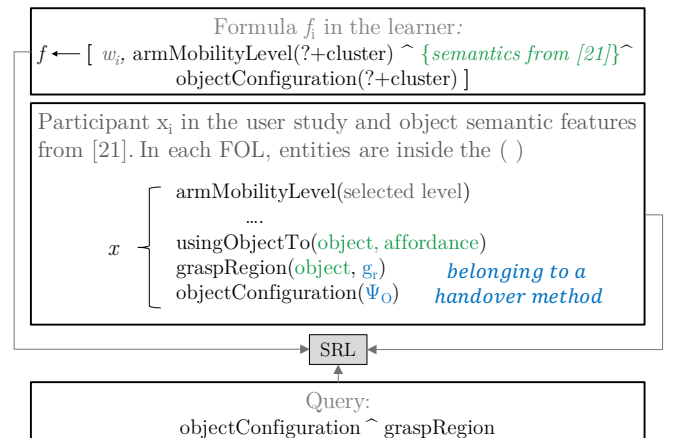 Formula fi in the learner:
f ← [ wi, armMobilityLevel(?+cluster) ^ {semantics from [21]}^
objectConfiguration(?+cluster) ]
Participant xi in the user study and object semantic features
from [21]. In each FOL, entities are inside the ( )
armMobilityLevel(selected level)
....
x
usingObjectTo(object, affordance)
graspRegion(object, gr)
belonging to a
objectConfiguration(ΨO)
handover method
SRL
Query:
objectConfiguration ^ graspRegion